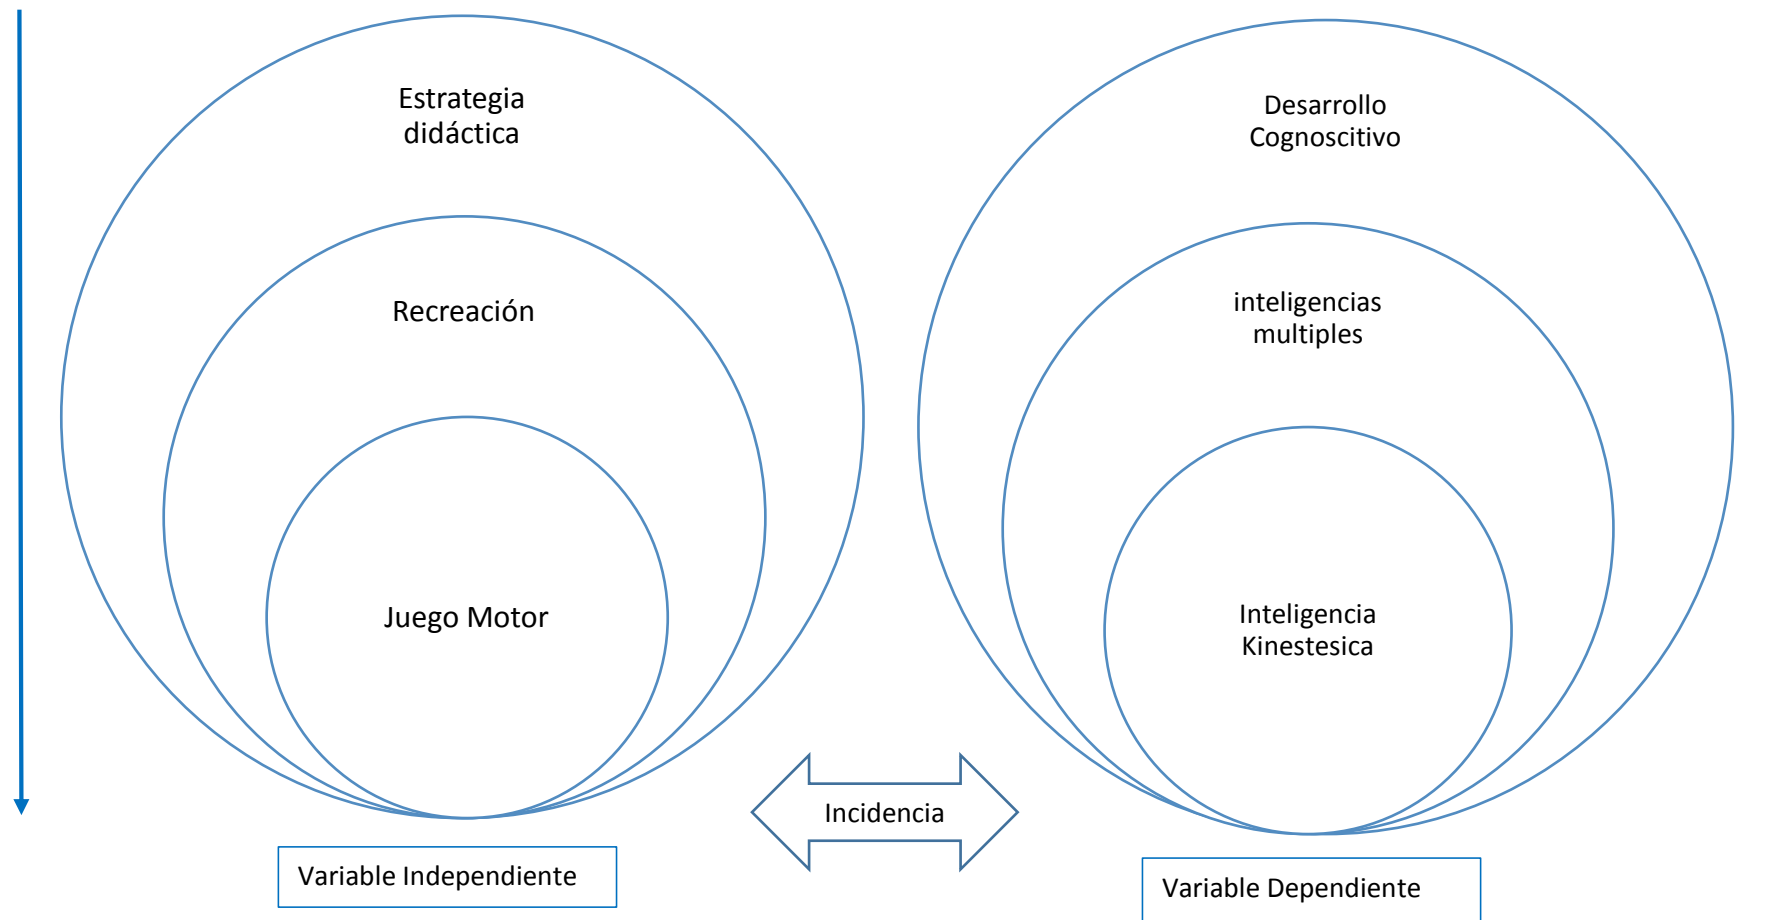 Estrategia
didáctica
Recreación
Juego Motor
Variable Independiente
Incidencia
Desarrollo
Cognoscitivo
inteligencias
multiples
Inteligencia
Kinestesica
Variable Dependiente